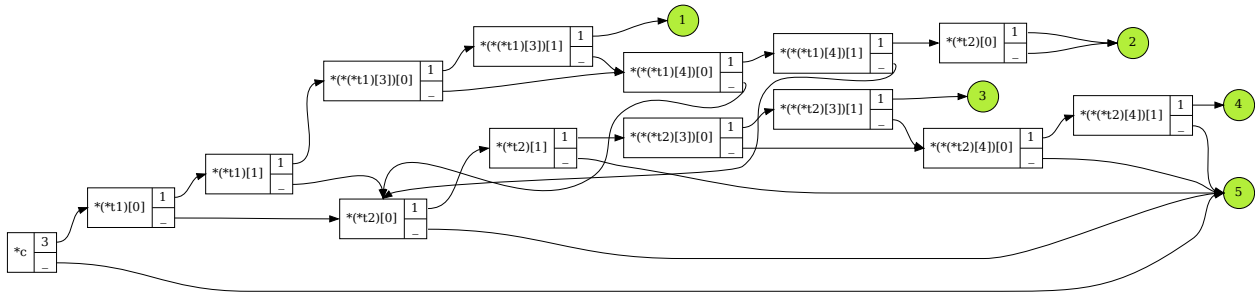 *c
3
_
*(*t1)[0]
1
_
*(*t1)[1]
1
_
*(*(*t1)[3])[0]
1
_
*(*(*t1)[3])[1]
1
_
1
*(*(*t1)[4])[0]
1
_
*(*(*t1)[4])[1]
1
_
*(*t2)[0]
1
_
2
*(*t2)[0]
1
_
*(*t2)[1]
1
_
*(*(*t2)[3])[0]
1
_
*(*(*t2)[3])[1]
1
_
3
*(*(*t2)[4])[0]
1
_
*(*(*t2)[4])[1]
1
_
4
5